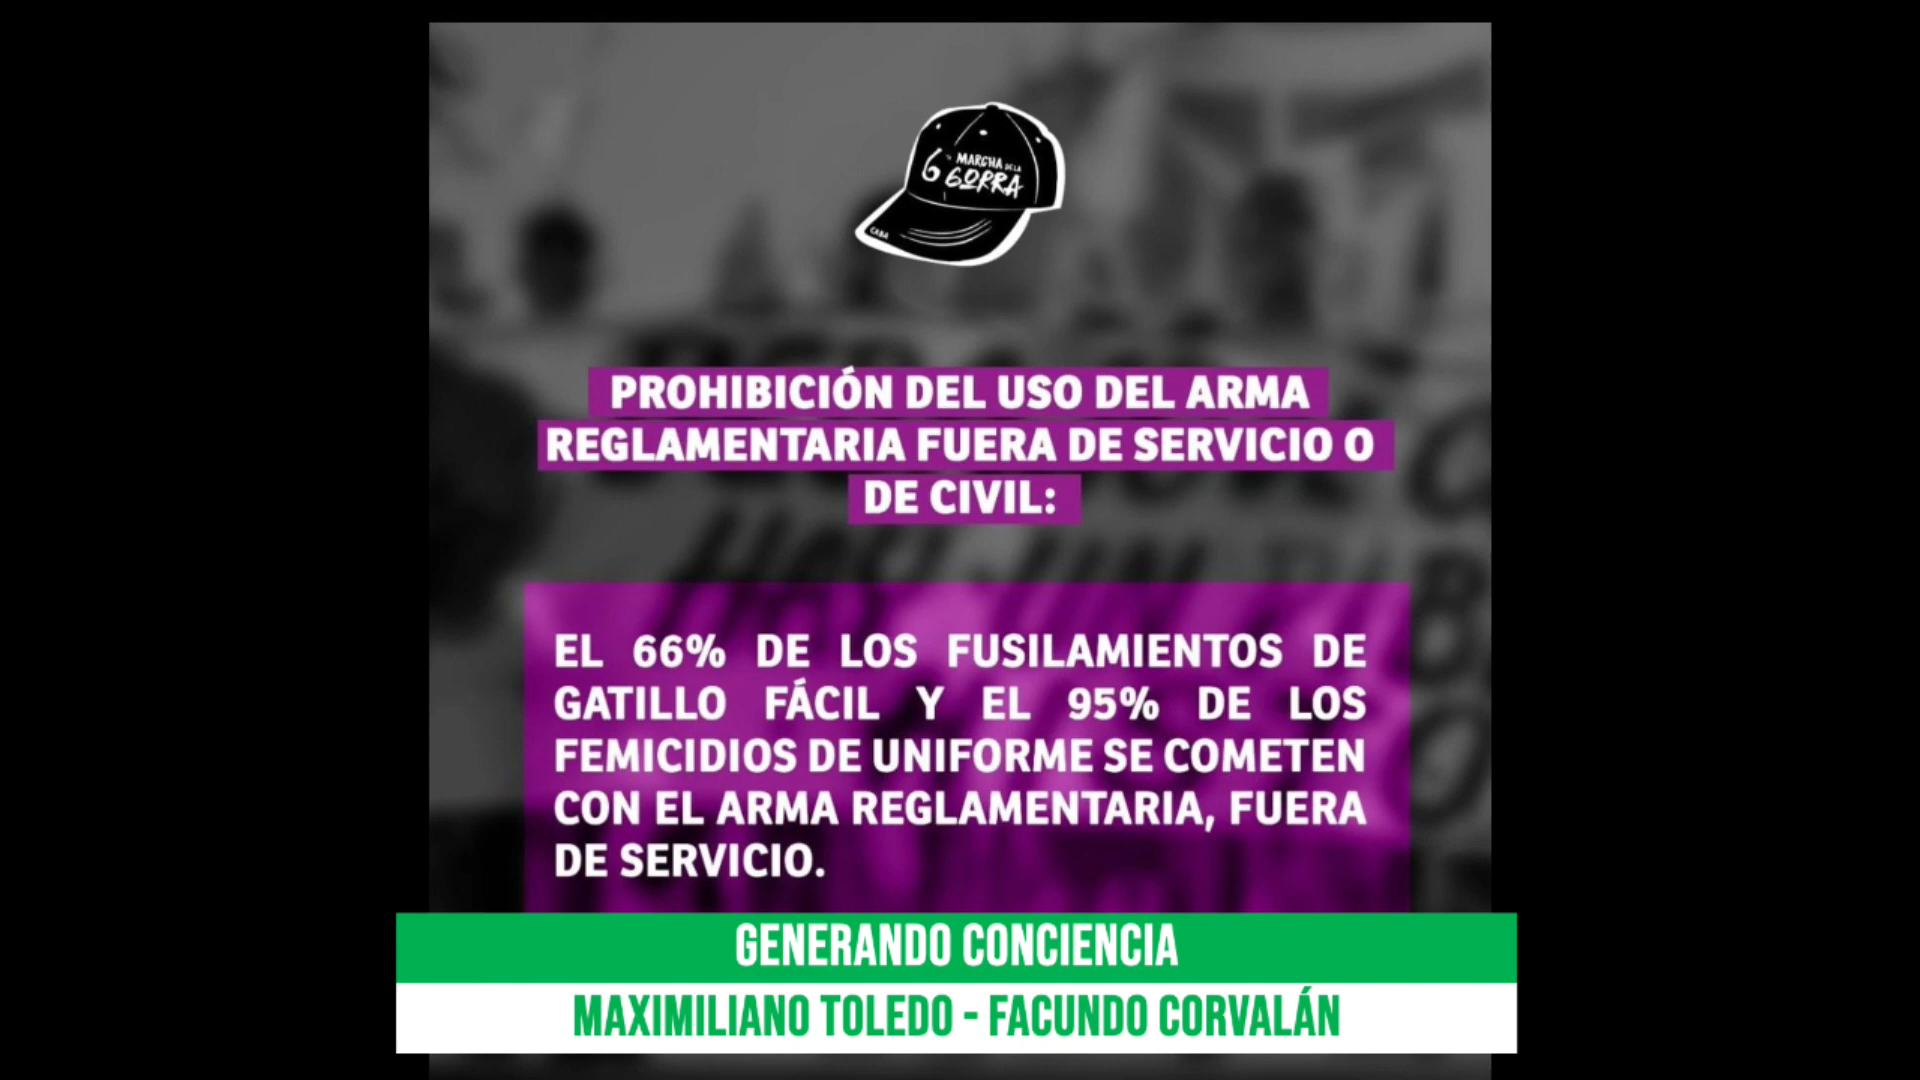 6ta MARCHA DE LA
GORRA
CABA
PROHIBICIÓN DEL USO DEL ARMA
REGLAMENTARIA FUERA DE SERVICIO O
DE CIVIL:
EL 66% DE LOS FUSILAMIENTOS DE
GATILLO FÁCIL Y EL 95% DE LOS
FEMICIDIOS DE UNIFORME SE COMETEN
CON EL ARMA REGLAMENTARIA, FUERA
DE SERVICIO.
GENERANDO CONCIENCIA
MAXIMILIANO TOLEDO - FACUNDO CORVALÁN